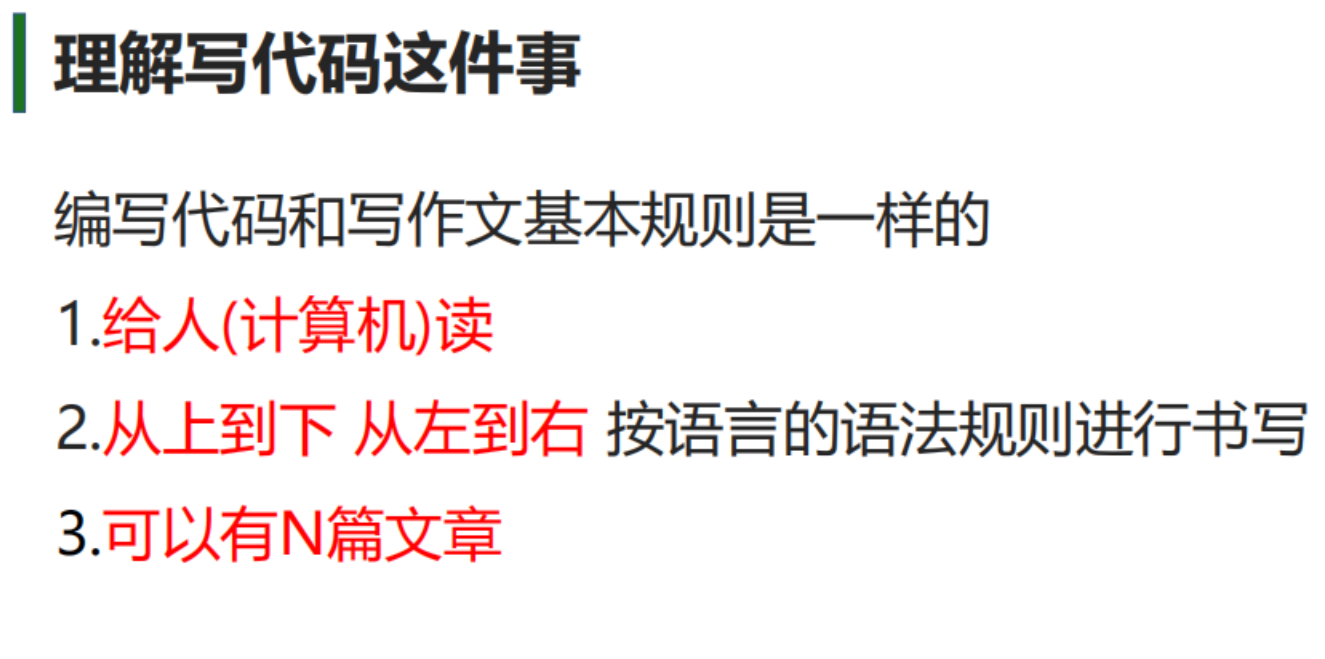 理解写代码这件事
编写代码和写作文基本规则是一样的
1.给人(计算机)读
2.从上到下 从左到右 按语言的语法规则进行书写
3.可以有N篇文章